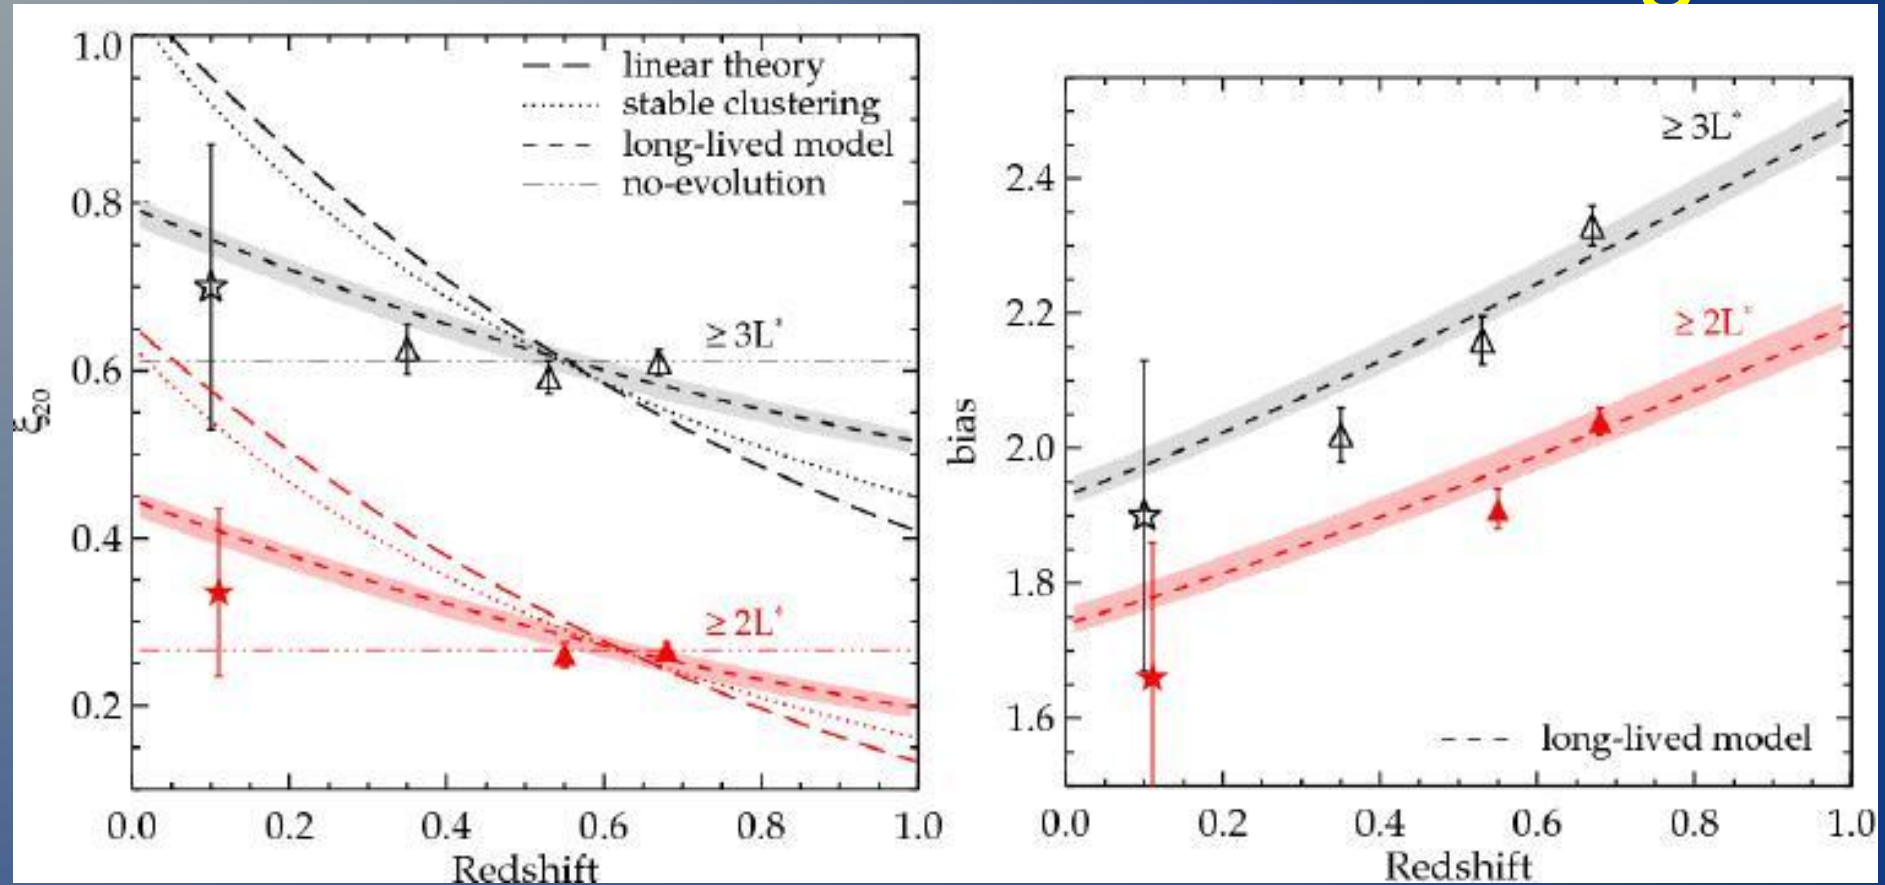 linear theory
stable clustering
long-lived model
no-evolution
1.0
0.8
0.6
0.4
0.2
ξ20
≥ 3L*
≥ 2L*
0.0 0.2 0.4 0.6 0.8 1.0
Redshift
2.4
2.2
2.0
1.8
1.6
bias
≥ 3L*
≥ 2L*
long-lived model
0.0 0.2 0.4 0.6 0.8 1.0
Redshift